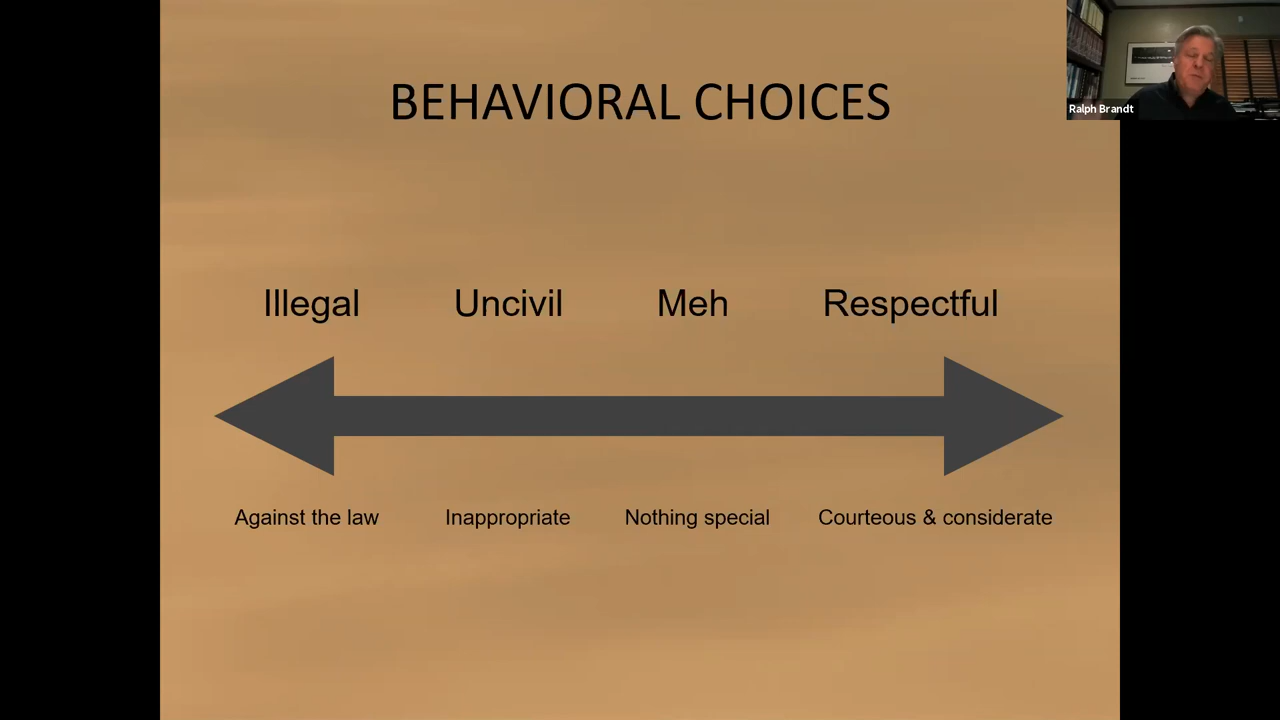 BEHAVIORAL CHOICES
Ralph Brandt
Illegal Uncivil Meh Respectful
Against the law Inappropriate Nothing special Courteous & considerate